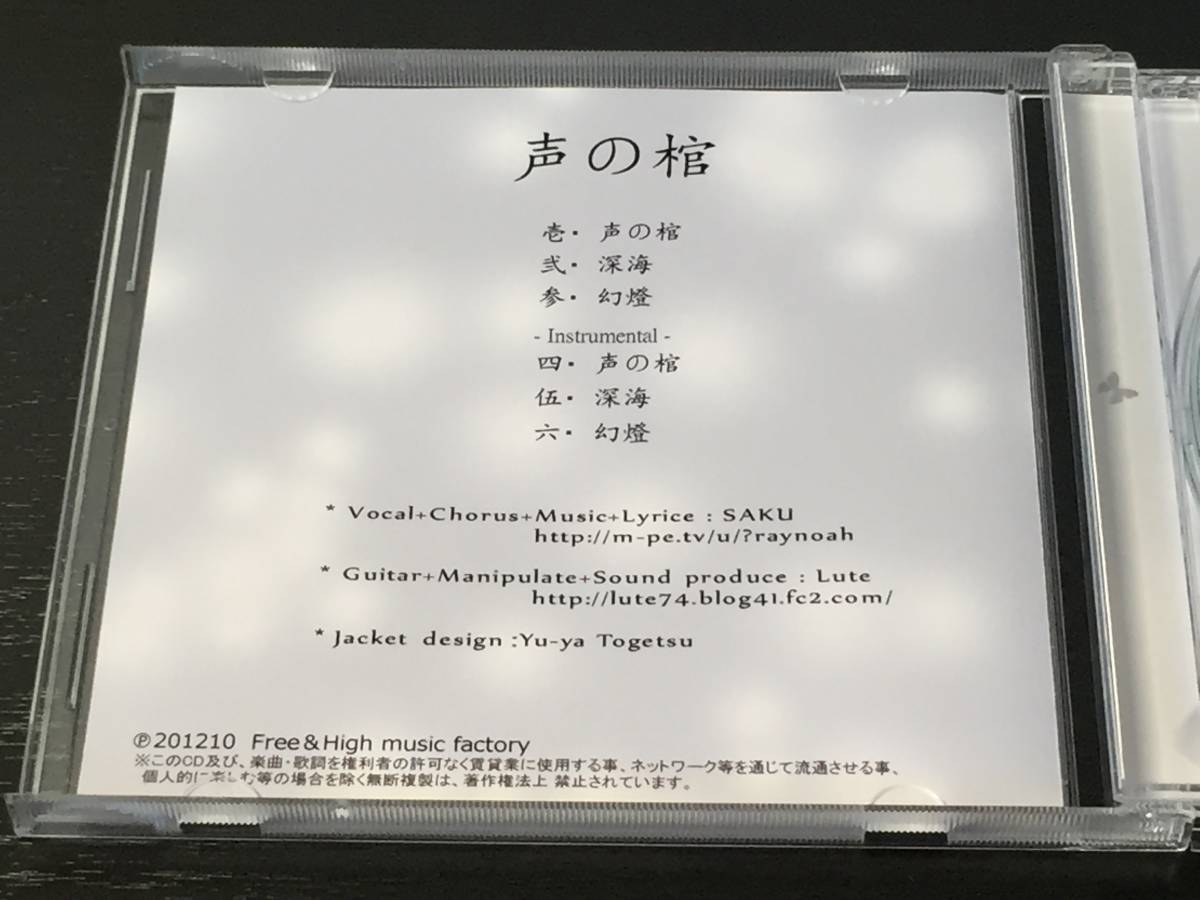 声の棺
壱・ 声の棺
弐・ 深海
参・ 幻燈
- Instrumental -
四・ 声の棺
伍・ 深海
六・ 幻燈
* Vocal+Chorus+Music+Lyrice : SAKU
http://m-pe.tv/u/?raynoah
* Guitar+Manipulate+Sound produce : Lute
http://lute74.blog41.fc2.com/
* Jacket design :Yu-ya Togetsu
℗201210 Free&High music factory
※このCD及び、楽曲・歌詞を権利者の許可なく賃貸業に使用する事、ネットワーク等を通じて流通させる事、
個人的に楽しむ等の場合を除く無断複製は、著作権法上 禁止されています。